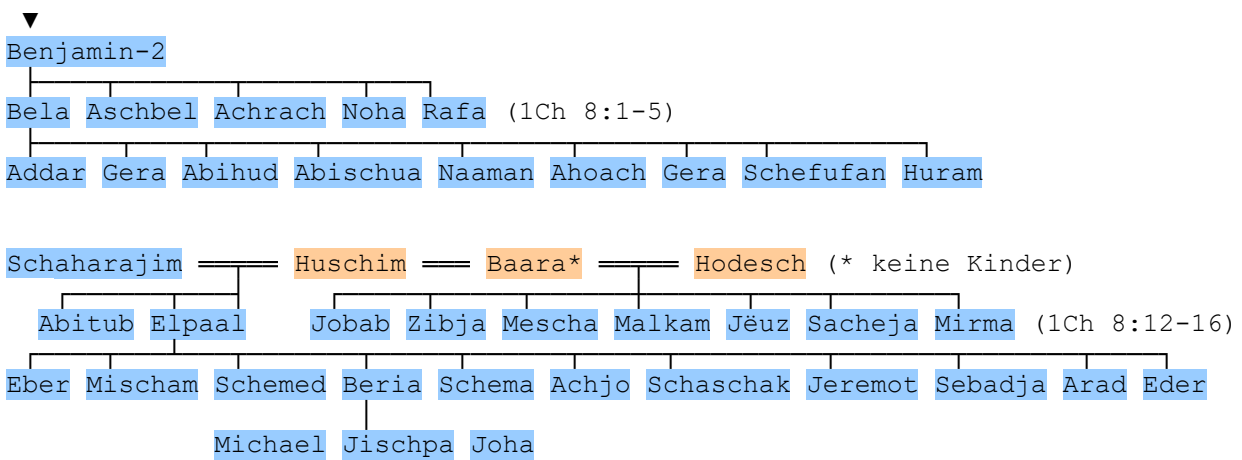 ▼
Benjamin-2
Bela Aschbel Achrach Noha Rafa (1Ch 8:1-5)
Addar Gera Abihud Abischua Naaman Ahoach Gera Schefufan Huram
Schaharajim Huschim Baara* Hodesch (* keine Kinder)
Abitub Elpaal Jobab Zibja Mescha Malkam Jëuz Sacheja Mirma (1Ch 8:12-16)
Eber Mischam Schemed Beria Schema Achjo Schaschak Jeremot Sebadja Arad Eder
Michael Jischpa Joha